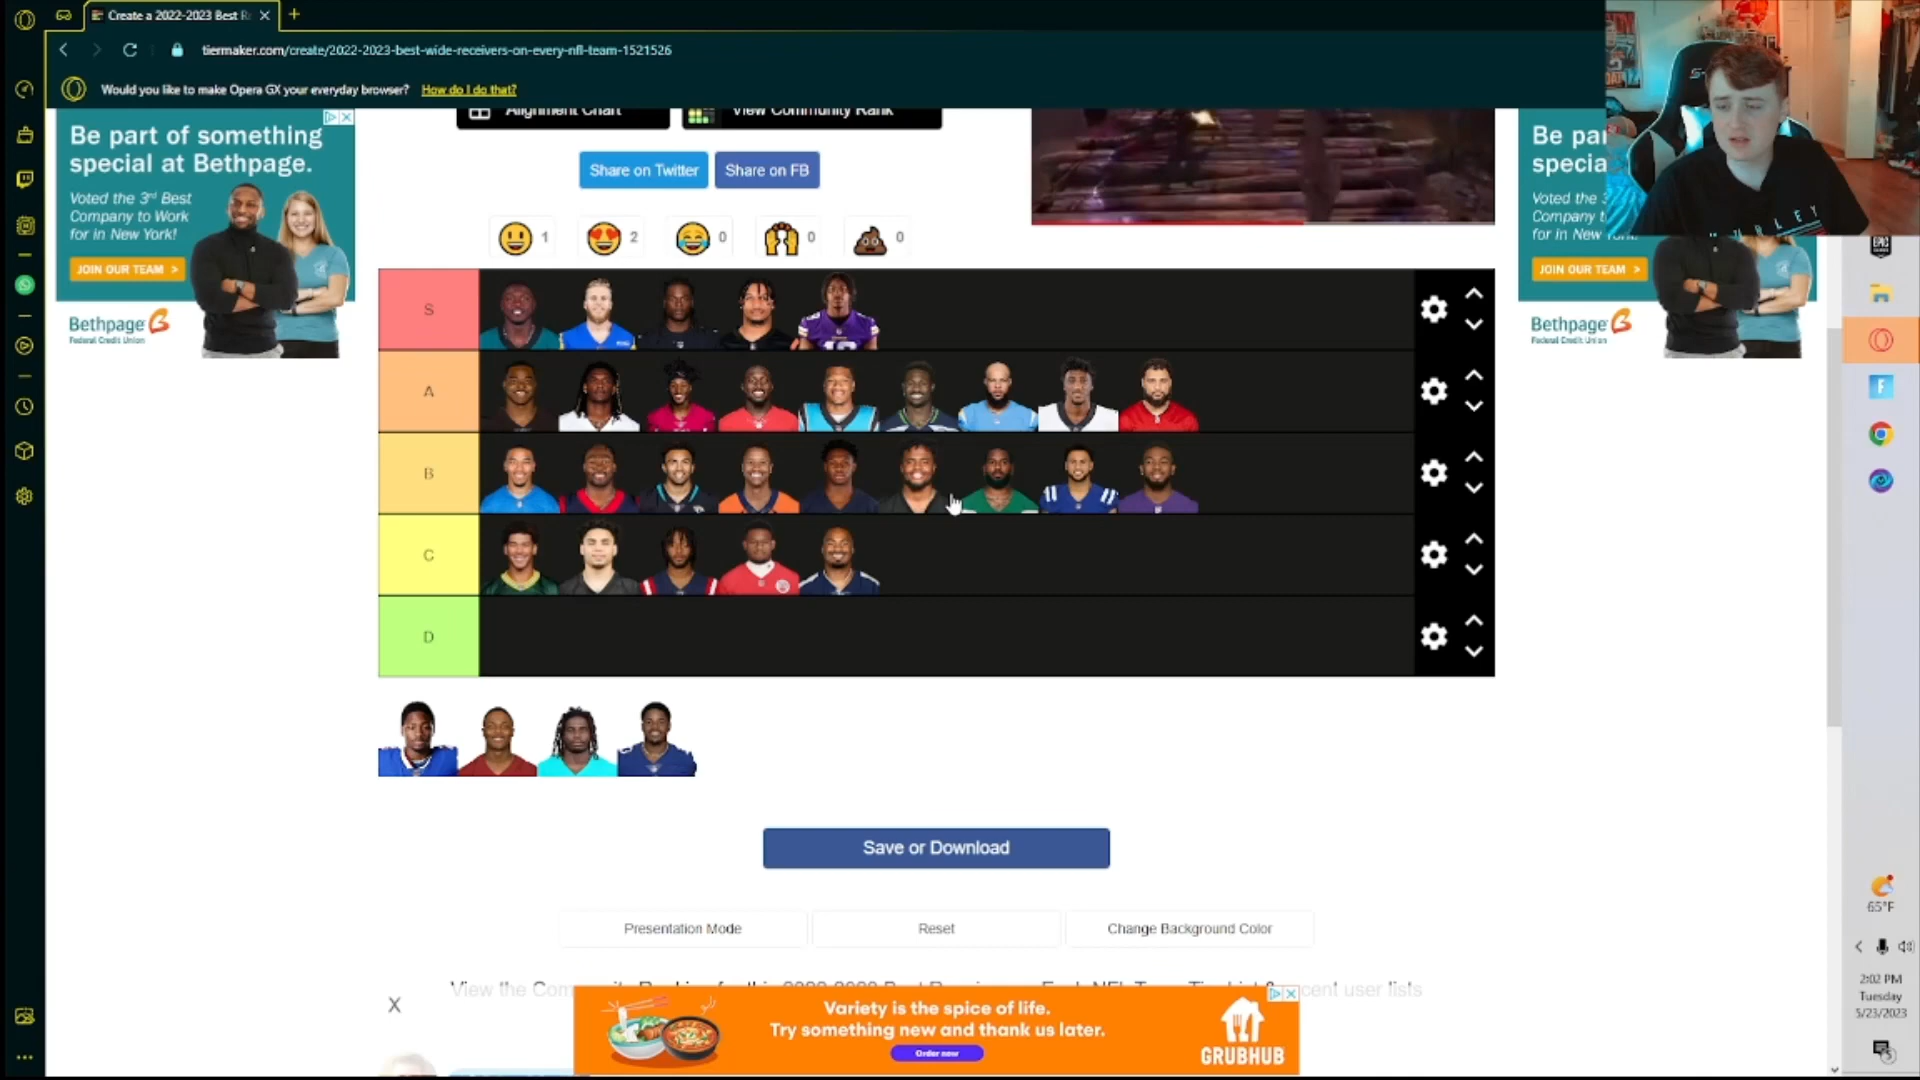 Create a 2022-2023 Best R
tiermaker.com/create/2022-2023-best-wide-receivers-on-every-nfl-team-1521526
Would you like to make Opera GX your everyday browser? How do I do that?
Alignment Chart
View Community Rank
Be part of something
special at Bethpage.
Voted the 3rd Best
Company to Work
for in New York!
JOIN OUR TEAM >
Bethpage
Federal Credit Union
Share on Twitter
Share on FB
1
2
0
0
0
Be par
specia
Voted the
Company t
for in New
JOIN OUR TEAM >
Bethpage
Federal Credit Union
HURLEY
EPIC
S
A
B
C
D
Save or Download
Presentation Mode
Reset
Change Background Color
Variety is the spice of life.
Try something new and thank us later.
Order now
GRUBHUB
65°F
2:02 PM
Tuesday
5/23/2023